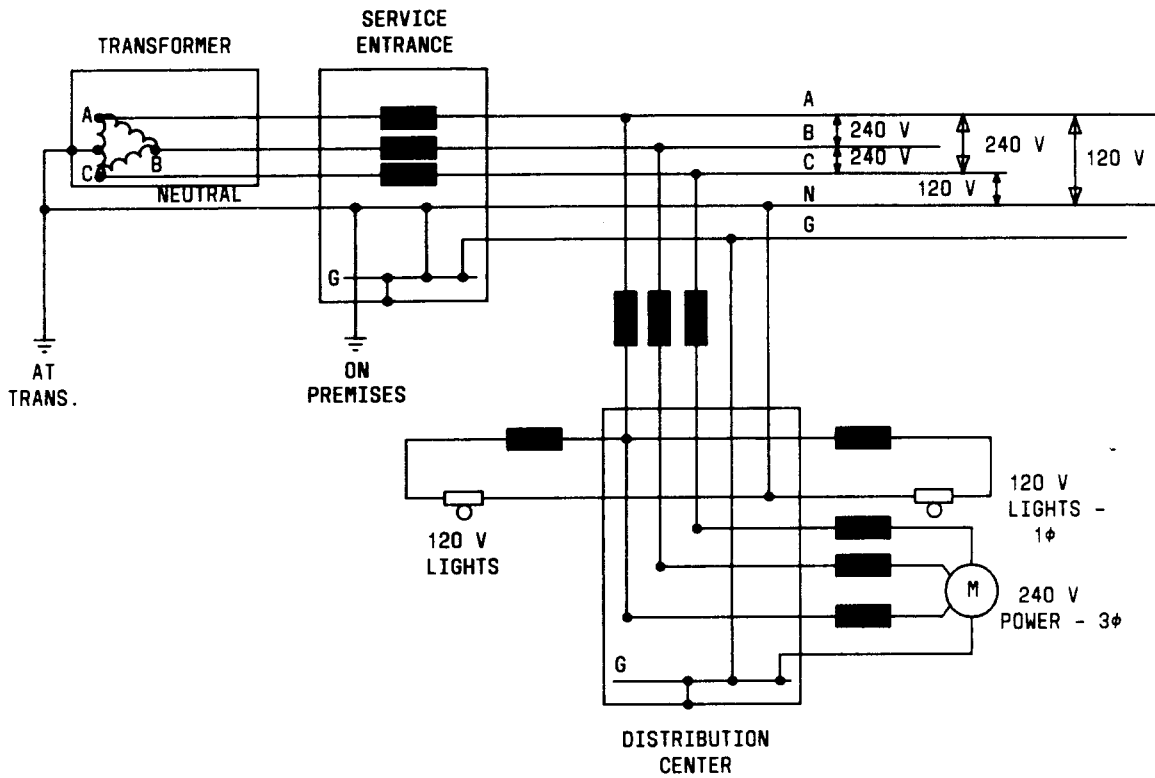 SERVICE
ENTRANCE
TRANSFORMER
A
B
C
NEUTRAL
A
B
C
N
G
240 V
240 V
240 V
120 V
120 V
G
AT
TRANS.
ON
PREMISES
120 V
LIGHTS
120 V
LIGHTS -
1ϕ
M
240 V
POWER - 3ϕ
G
DISTRIBUTION
CENTER